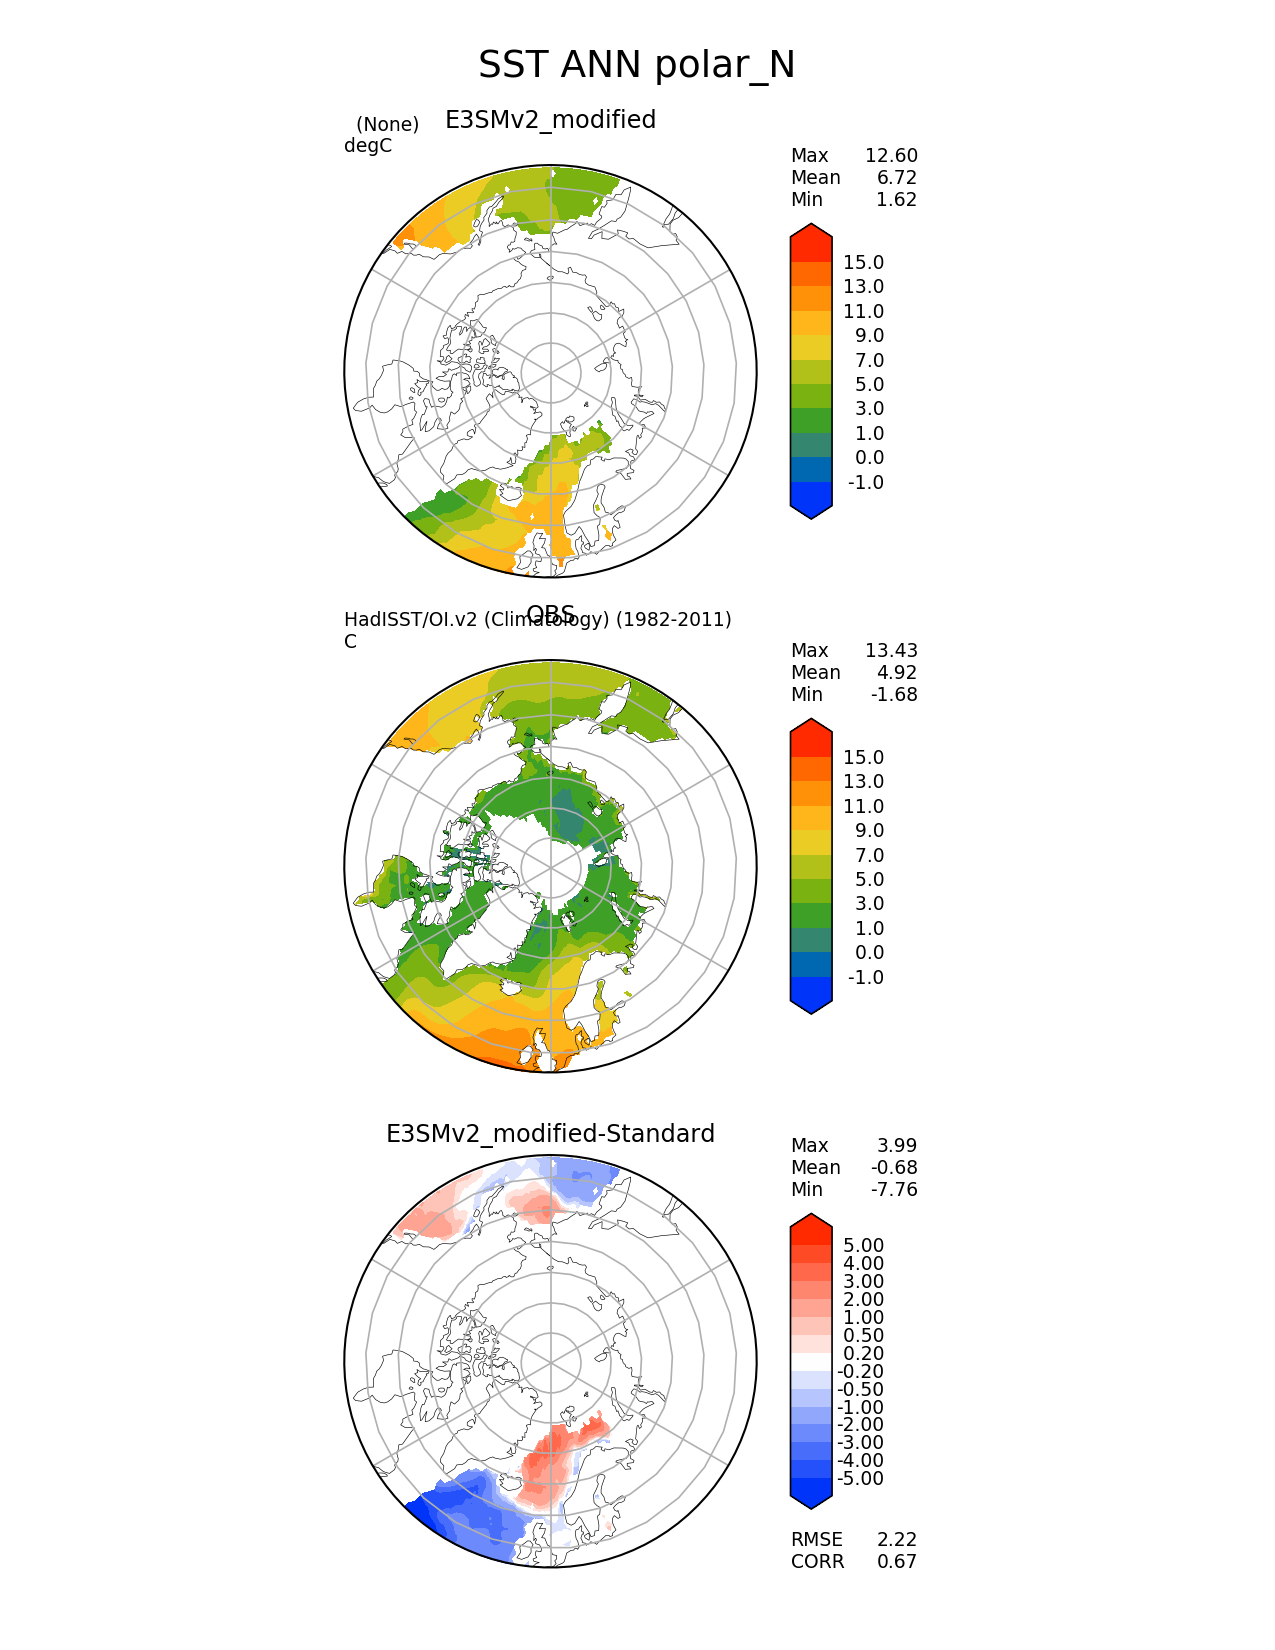 SST ANN polar_N
E3SMv2_modified
(None)
degC
Max 12.60
Mean 6.72
Min 1.62
15.0
13.0
11.0
9.0
7.0
5.0
3.0
1.0
0.0
-1.0
OBS
HadISST/OI.v2 (Climatology) (1982-2011)
C
Max 13.43
Mean 4.92
Min -1.68
15.0
13.0
11.0
9.0
7.0
5.0
3.0
1.0
0.0
-1.0
E3SMv2_modified-Standard
Max 3.99
Mean -0.68
Min -7.76
5.00
4.00
3.00
2.00
1.00
0.50
0.20
-0.20
-0.50
-1.00
-2.00
-3.00
-4.00
-5.00
RMSE 2.22
CORR 0.67